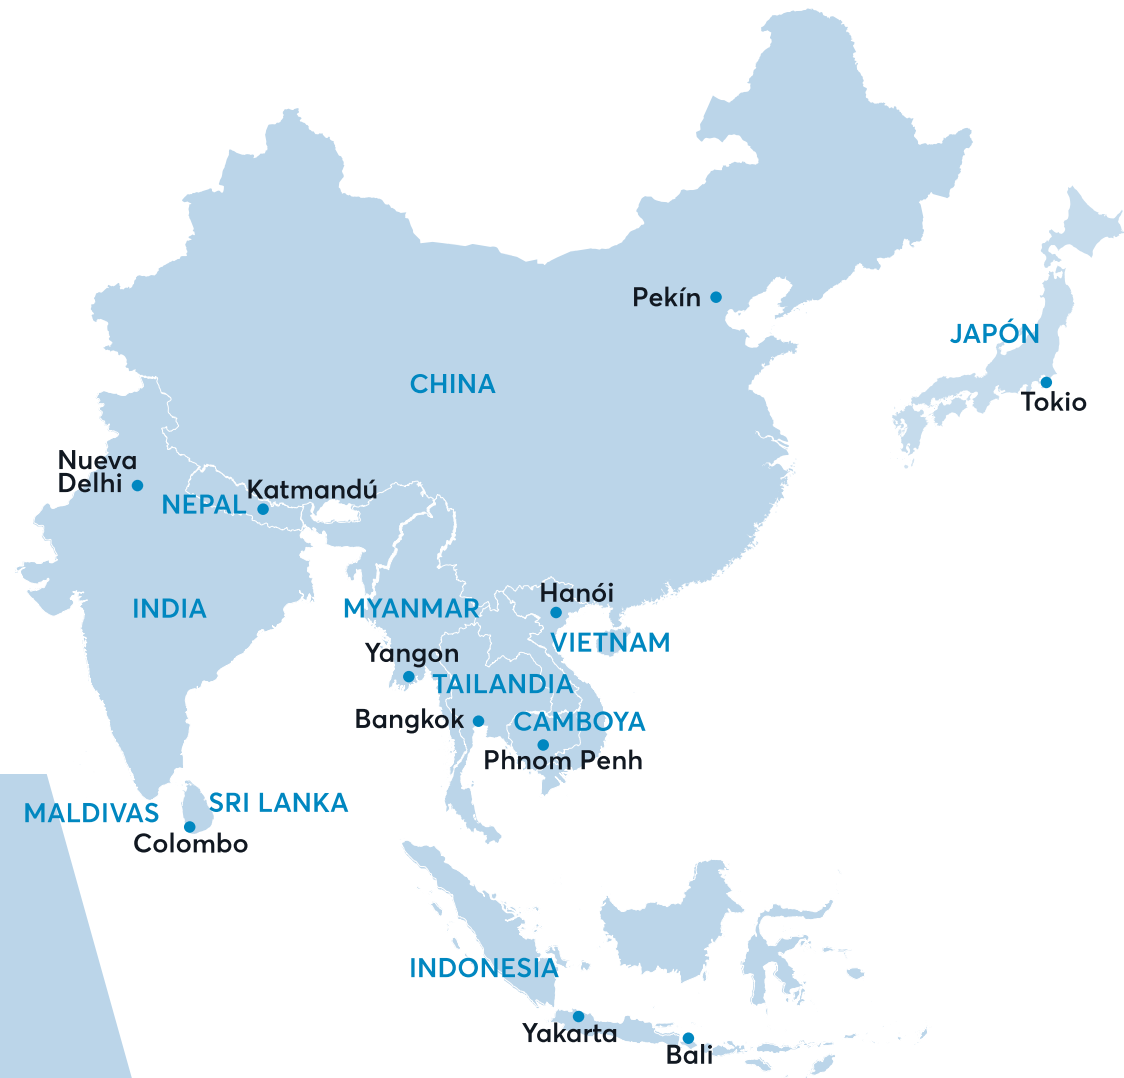 Pekín
JAPÓN
CHINA
Tokio
Nueva
Delhi
Katmandú
NEPAL
Hanói
INDIA
MYANMAR
VIETNAM
Yangon
TAILANDIA
Bangkok
CAMBOYA
Phnom Penh
SRI LANKA
MALDIVAS
Colombo
INDONESIA
Yakarta
Bali